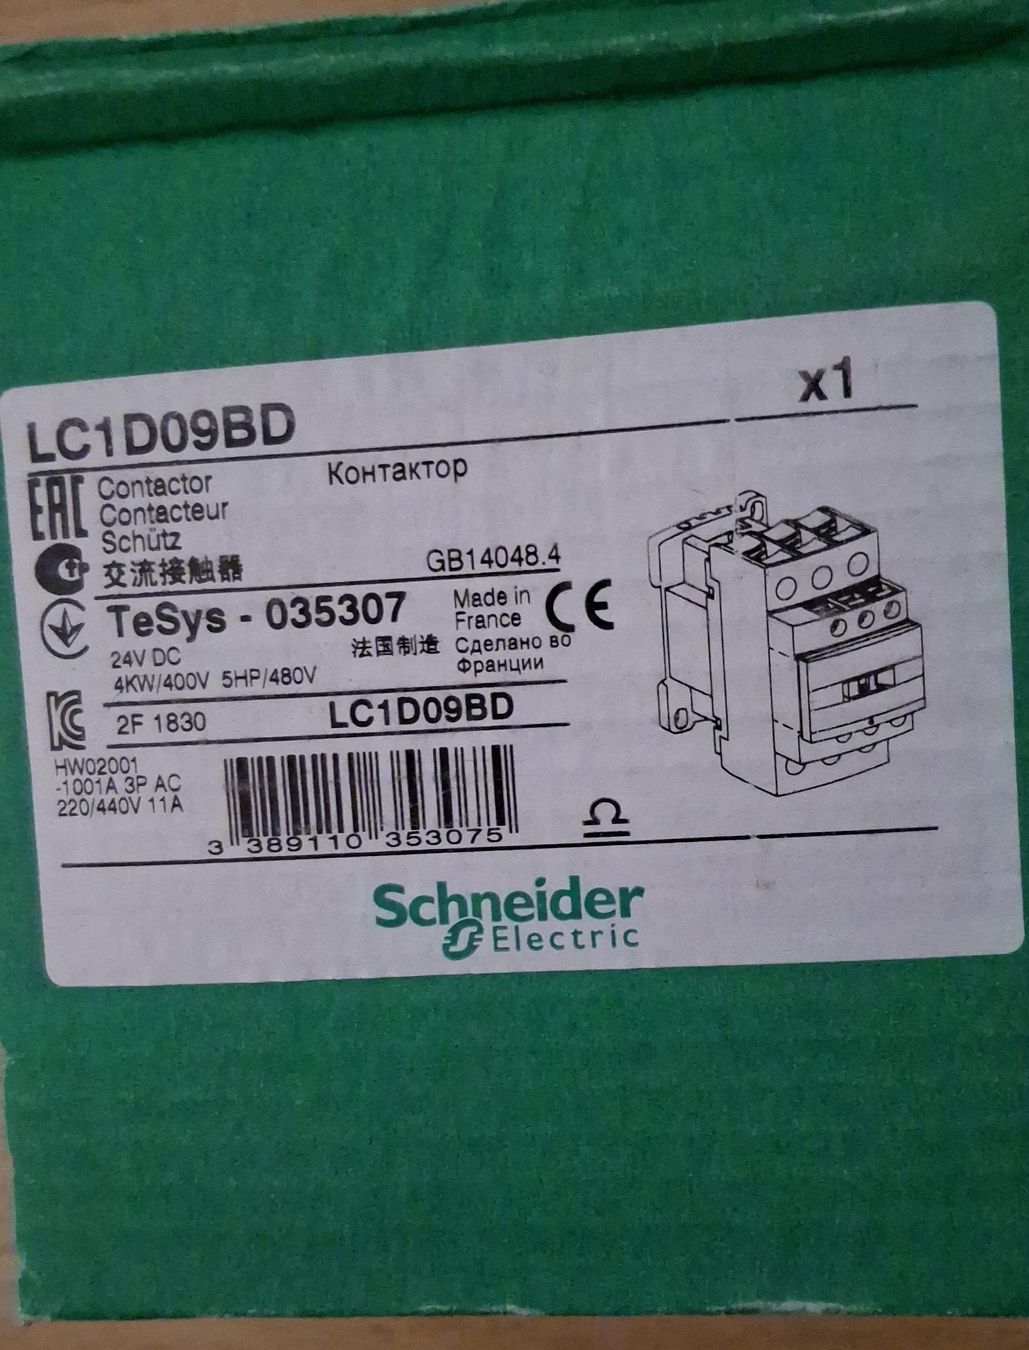 x1
LC1D09BD
EAC
Contactor
Контактор
Contacteur
Schütz
交流接触器
GB14048.4
TeSys - 035307
Made in
France
CE
24V DC
法国制造
Сделано во
Франции
4KW/400V 5HP/480V
2F 1830
LC1D09BD
HW02001
-1001A 3P AC
220/440V 11A
3 389110 353075
Schneider
Electric